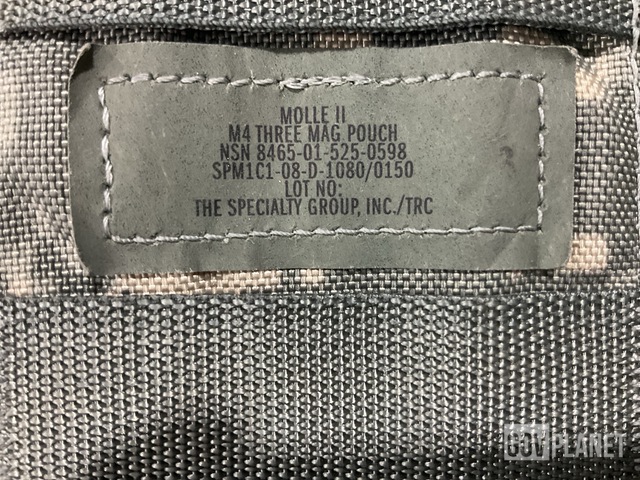 MOLLE II
M4 THREE MAG POUCH
NSN 8465-01-525-0598
SPM1C1-08-D-1080/0150
LOT NO:
THE SPECIALTY GROUP, INC./TRC
GOVPLANET